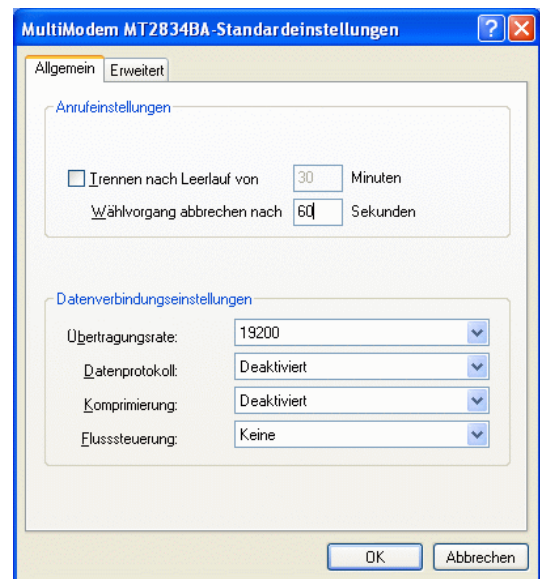 MultiModem MT2834BA-Standardeinstellungen
Allgemein Erweitert
Anrufeinstellungen
Trennen nach Leerlauf von 30 Minuten
Wählvorgang abbrechen nach 60 Sekunden
Datenverbindungseinstellungen
Übertragungsrate: 19200
Datenprotokoll: Deaktiviert
Komprimierung: Deaktiviert
Flusssteuerung: Keine
OK Abbrechen